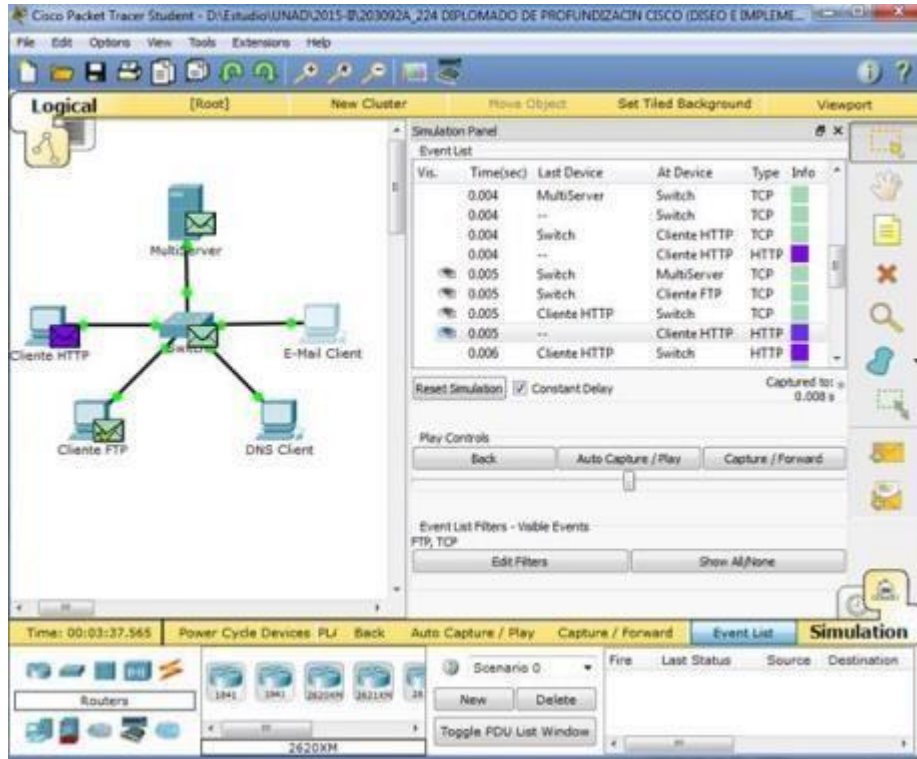 Cisco Packet Tracer Student - D:\Estudio\UNAD\2015-II\203092A_224 DIPLOMADO DE PROFUNDIZACIN CISCO (DISEO E IMPLEME...
File Edit Options View Tools Extensions Help
Logical [Root] New Cluster Move Object Set Tiled Background Viewport
MultiServer
Cliente HTTP
Switch
E-Mail Client
Cliente FTP
DNS Client
Simulation Panel
Event List
Vis. Time(sec) Last Device At Device Type Info
0.004 MultiServer Switch TCP
0.004 -- Switch TCP
0.004 Switch Cliente HTTP TCP
0.004 -- Cliente HTTP HTTP
0.005 Switch MultiServer TCP
0.005 Switch Cliente FTP TCP
0.005 Cliente HTTP Switch TCP
0.005 -- Cliente HTTP HTTP
0.006 Cliente HTTP Switch HTTP
Reset Simulation Constant Delay Captured to:
0.008 s
Play Controls
Back Auto Capture / Play Capture / Forward
Event List Filters - Visible Events
FTP, TCP
Edit Filters Show All/None
Time: 00:03:37.565 Power Cycle Devices PLA Back Auto Capture / Play Capture / Forward Event List Simulation
Routers
1841 1941 2620XM 2621XM 28
2620XM
Scenario 0
New Delete
Toggle PDU List Window
Fire Last Status Source Destination